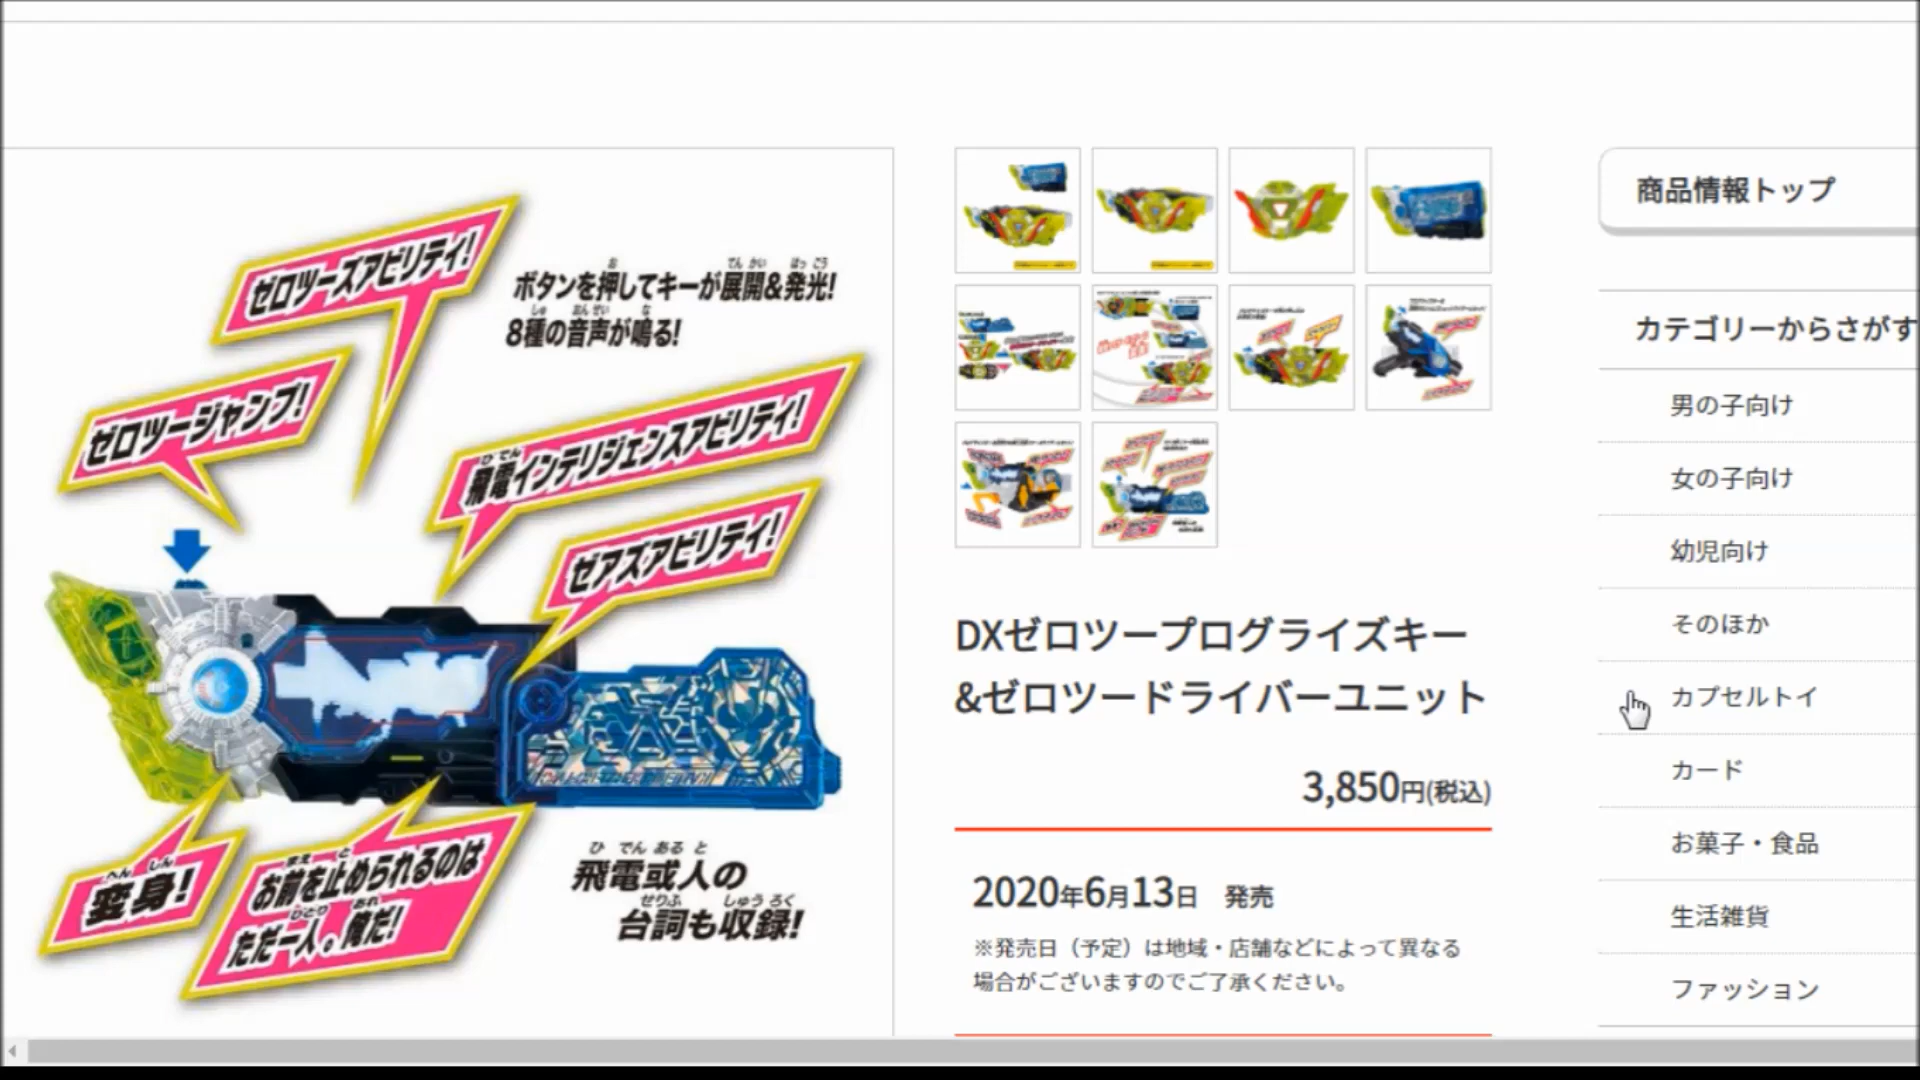 ゼロツーズアビリティ!
ボタンを押してキーが展開&発光!
8種の音声が鳴る!
ゼロツージャンプ!
飛電インテリジェンスアビリティ!
ゼアズアビリティ!
変身!
お前を止められるのは
ただ一人。俺だ!
飛電或人の
台詞も収録!
DXゼロツープログライズキー
&ゼロツードライバーユニット
3,850円(税込)
2020年6月13日 発売
※発売日（予定）は地域・店舗などによって異なる
場合がございますのでご了承ください。
商品情報トップ
カテゴリーからさがす
男の子向け
女の子向け
幼児向け
そのほか
カプセルトイ
カード
お菓子・食品
生活雑貨
ファッション